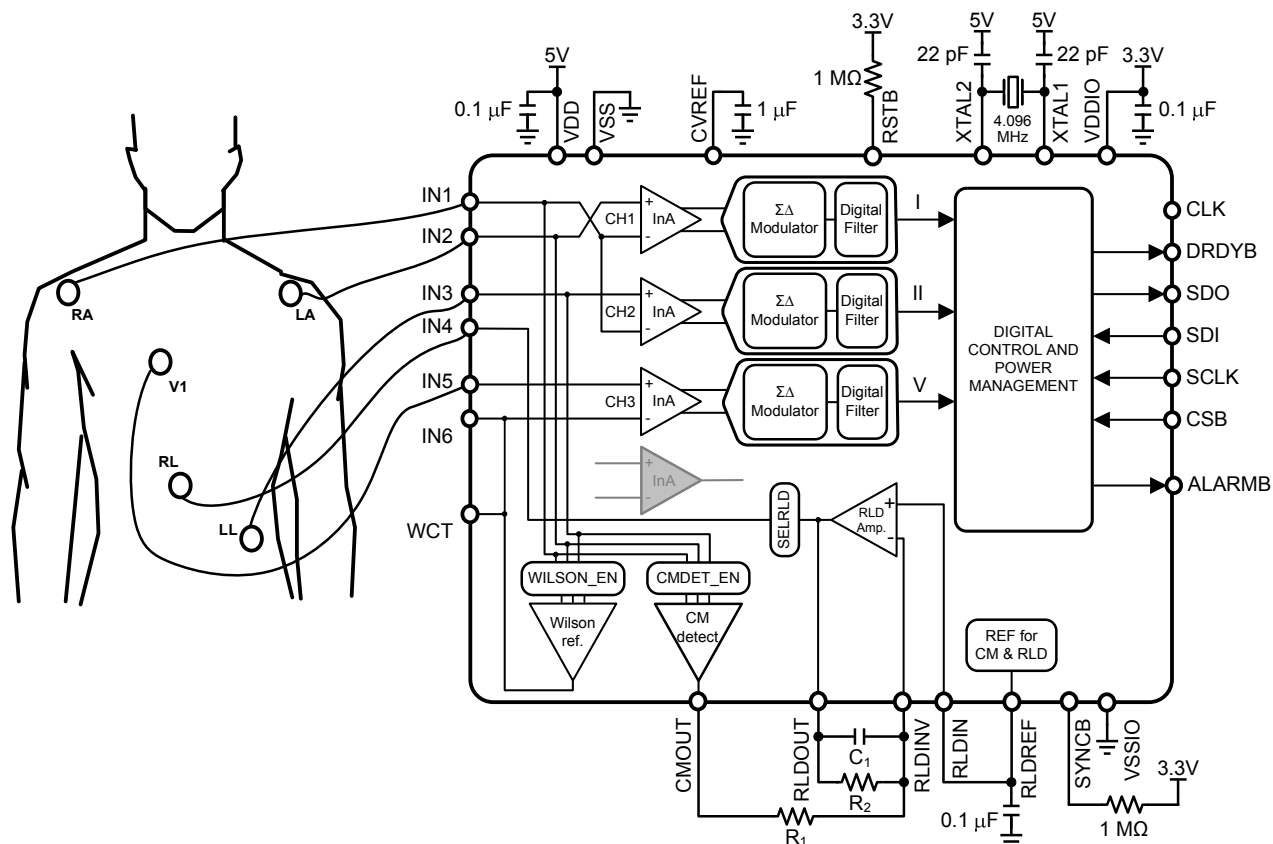 3.3V
5V
5V
22 pF
22 pF
3.3V
5V
1 MΩ
0.1 µF
VDD
VSS
CVREF
1 µF
RSTB
XTAL2
4.096
MHz
XTAL1
VDDIO
0.1 µF
IN1
IN2
IN3
IN4
IN5
IN6
WCT
RA
LA
V1
RL
LL
CH1
+
-
InA
ΣΔ
Modulator
Digital
Filter
I
CH2
+
-
InA
ΣΔ
Modulator
Digital
Filter
II
CH3
+
-
InA
ΣΔ
Modulator
Digital
Filter
V
+
-
InA
DIGITAL
CONTROL AND
POWER
MANAGEMENT
CLK
DRDYB
SDO
SDI
SCLK
CSB
ALARMB
SELRLD
RLD
Amp.
+
-
WILSON_EN
CMDET_EN
Wilson
ref.
CM
detect
REF for
CM & RLD
CMOUT
RLDOUT
RLDINV
RLDIN
RLDREF
SYNCB
VSSIO
C1
R2
R1
0.1 µF
3.3V
1 MΩ